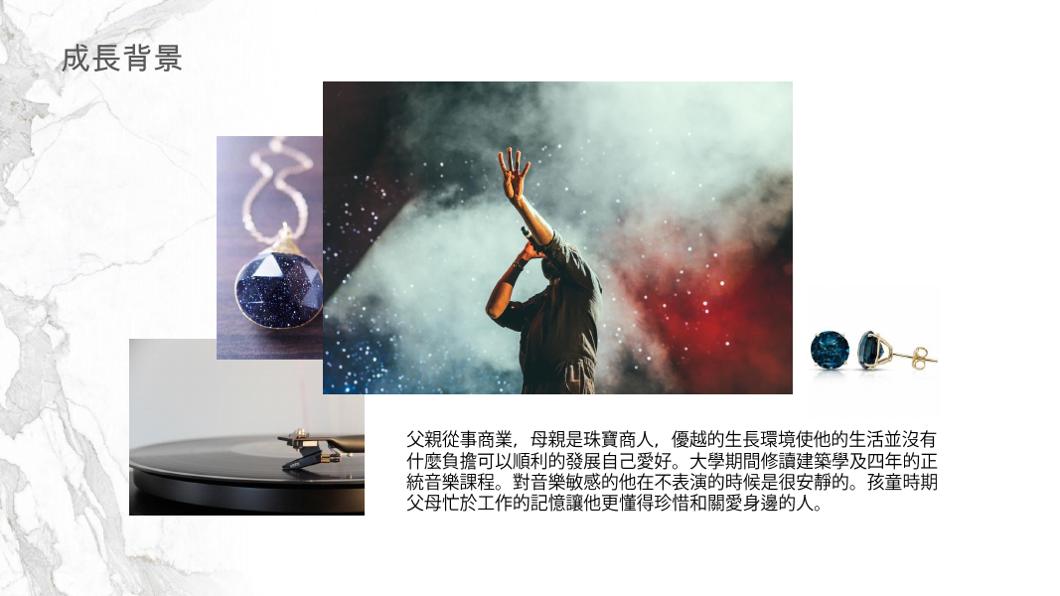 成長背景
父親從事商業，母親是珠寶商人，優越的生長環境使他的生活並沒有
什麼負擔可以順利的發展自己愛好。大學期間修讀建築學及四年的正
統音樂課程。對音樂敏感的他在不表演的時候是很安靜的。孩童時期
父母忙於工作的記憶讓他更懂得珍惜和關愛身邊的人。